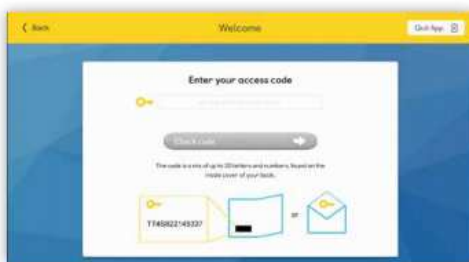 Back
Welcome
Quit App
Enter your access code
Check code
The code is a mix of up to 20 letters and numbers, found on the
inside cover of your book.
or